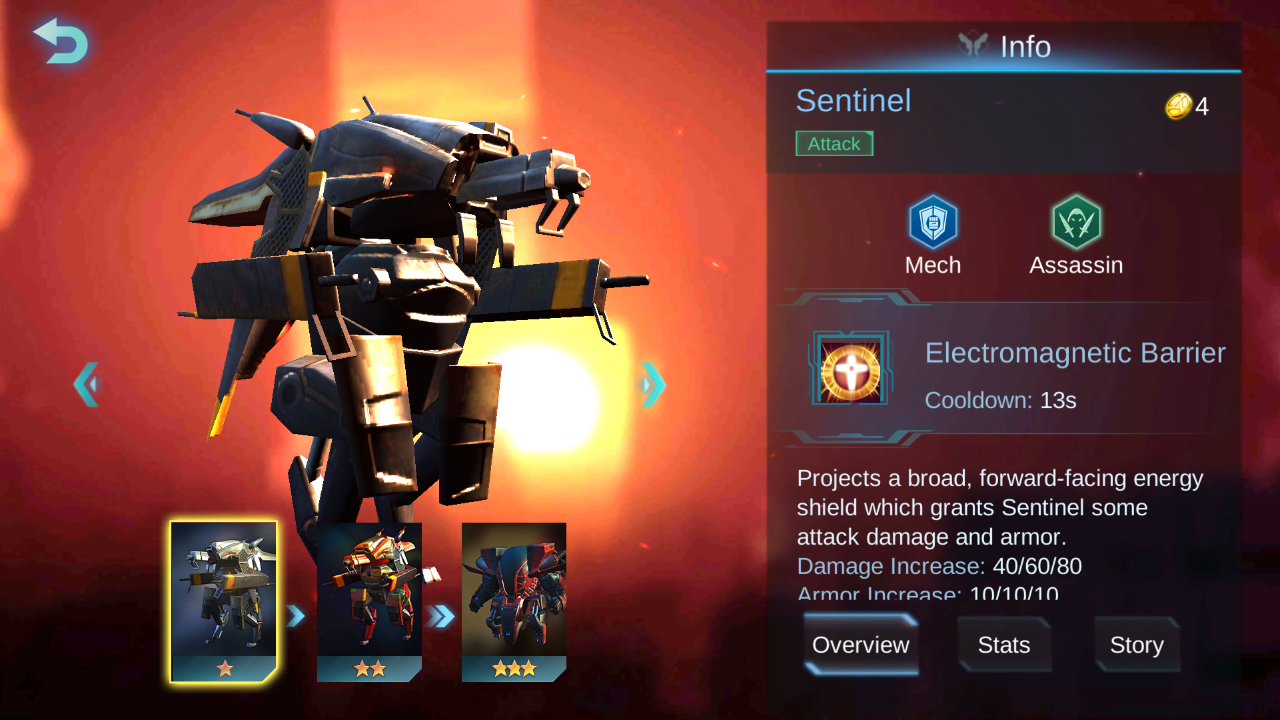 Info
Sentinel
4
Attack
Mech
Assassin
Electromagnetic Barrier
Cooldown: 13s
Projects a broad, forward-facing energy
shield which grants Sentinel some
attack damage and armor.
Damage Increase: 40/60/80
Armor Increase: 10/10/10
Overview
Stats
Story